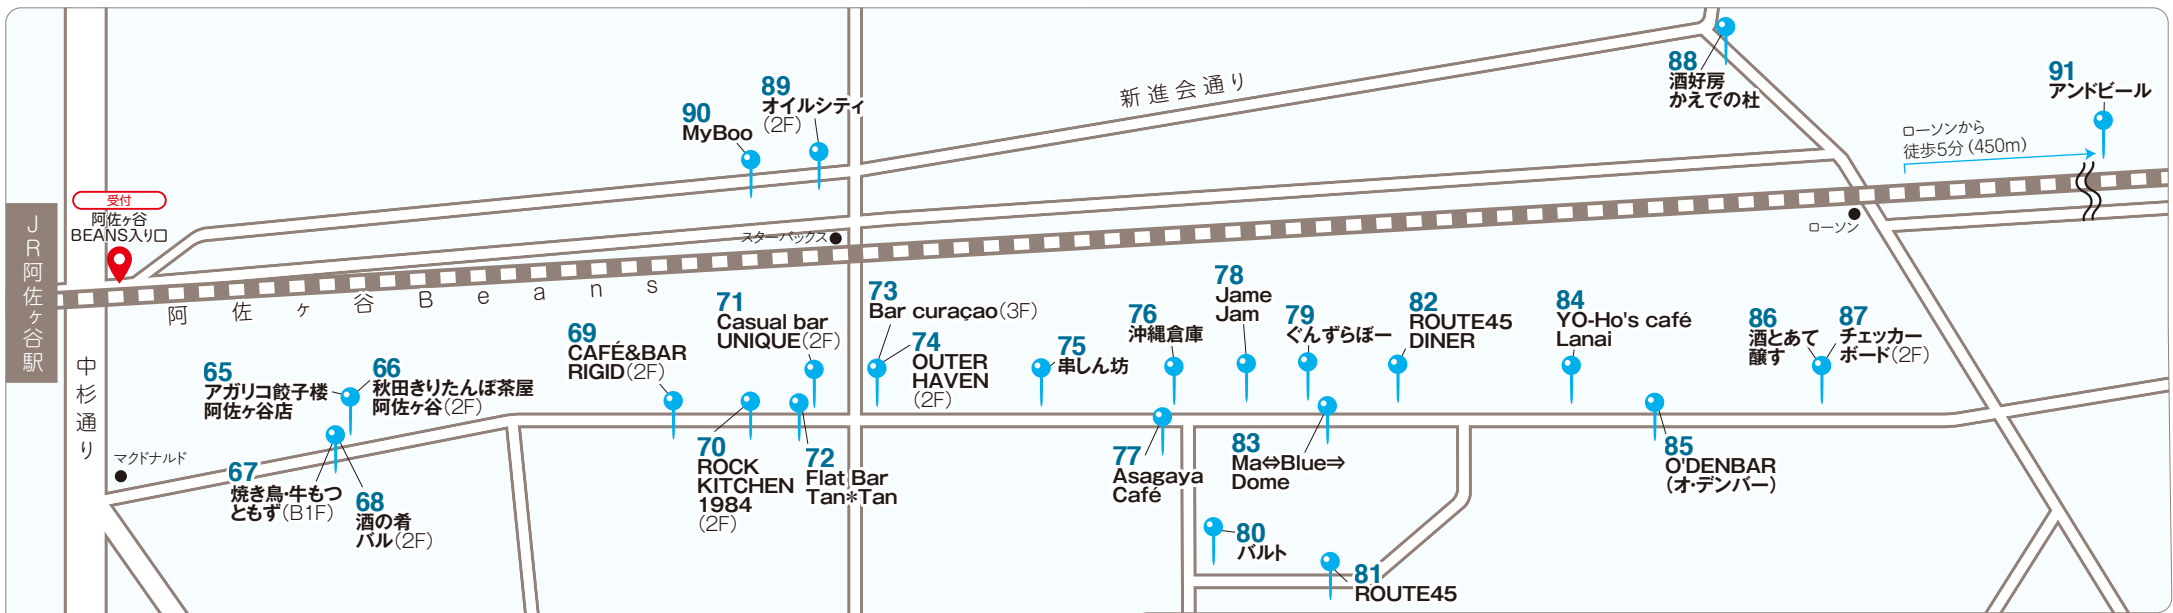 JR阿佐ヶ谷駅
受付
阿佐ヶ谷
BEANS入り口
中杉通り
マクドナルド
阿佐ヶ谷Beans
スターバックス
新進会通り
ローソン
ローソンから
徒歩5分(450m)
65
アガリコ餃子楼
阿佐ヶ谷店
66
秋田きりたんぽ茶屋
阿佐ヶ谷(2F)
67
焼き鳥・牛もつ
ともず(B1F)
68
酒の肴
バル(2F)
69
CAFÉ&BAR
RIGID(2F)
70
ROCK
KITCHEN
1984
(2F)
71
Casual bar
UNIQUE(2F)
72
Flat Bar
Tan*Tan
73
Bar curaçao(3F)
74
OUTER
HAVEN
(2F)
75
串しん坊
76
沖縄倉庫
77
Asagaya
Café
78
Jame
Jam
79
ぐんずらぼー
80
バルト
81
ROUTE45
82
ROUTE45
DINER
83
Ma⇔Blue⇒
Dome
84
YO-Ho's café
Lanai
85
O'DENBAR
(オ・デンバー)
86
酒とあて
醸す
87
チェッカー
ボード(2F)
88
酒好房
かえでの杜
89
オイルシティ
(2F)
90
MyBoo
91
アンドビール